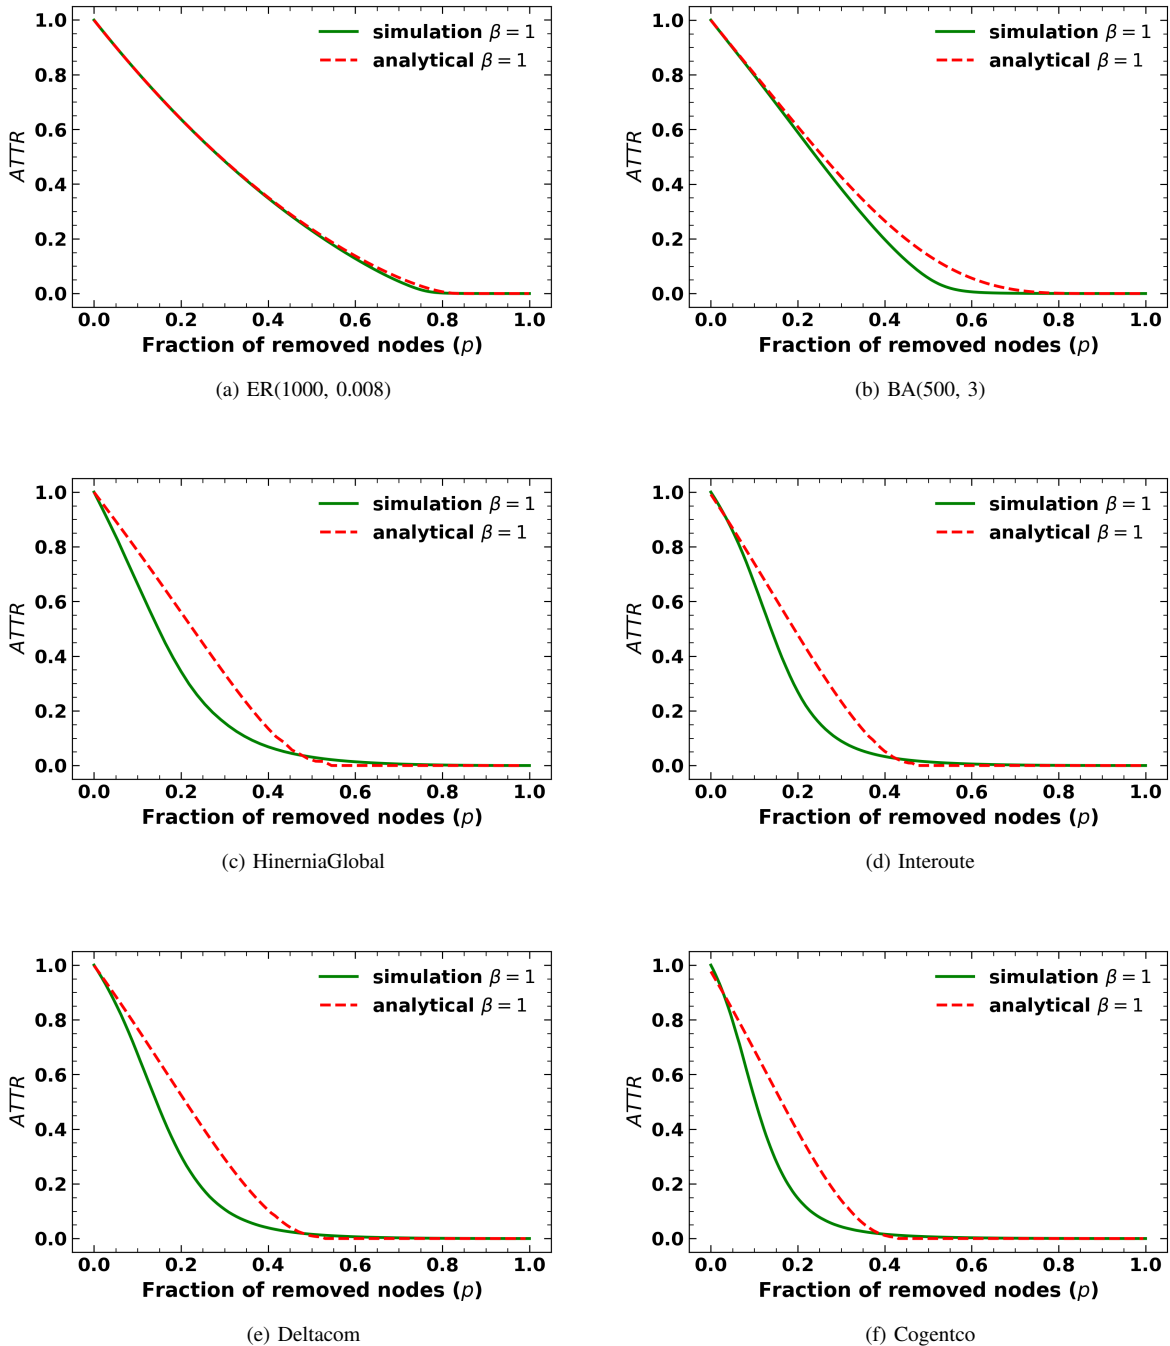 simulation β = 1
analytical β = 1
ATTR
1.0
0.8
0.6
0.4
0.2
0.0
0.0 0.2 0.4 0.6 0.8 1.0
Fraction of removed nodes (p)
(a) ER(1000, 0.008)
simulation β = 1
analytical β = 1
ATTR
1.0
0.8
0.6
0.4
0.2
0.0
0.0 0.2 0.4 0.6 0.8 1.0
Fraction of removed nodes (p)
(b) BA(500, 3)
simulation β = 1
analytical β = 1
ATTR
1.0
0.8
0.6
0.4
0.2
0.0
0.0 0.2 0.4 0.6 0.8 1.0
Fraction of removed nodes (p)
(c) HinerniaGlobal
simulation β = 1
analytical β = 1
ATTR
1.0
0.8
0.6
0.4
0.2
0.0
0.0 0.2 0.4 0.6 0.8 1.0
Fraction of removed nodes (p)
(d) Interoute
simulation β = 1
analytical β = 1
ATTR
1.0
0.8
0.6
0.4
0.2
0.0
0.0 0.2 0.4 0.6 0.8 1.0
Fraction of removed nodes (p)
(e) Deltacom
simulation β = 1
analytical β = 1
ATTR
1.0
0.8
0.6
0.4
0.2
0.0
0.0 0.2 0.4 0.6 0.8 1.0
Fraction of removed nodes (p)
(f) Cogentco